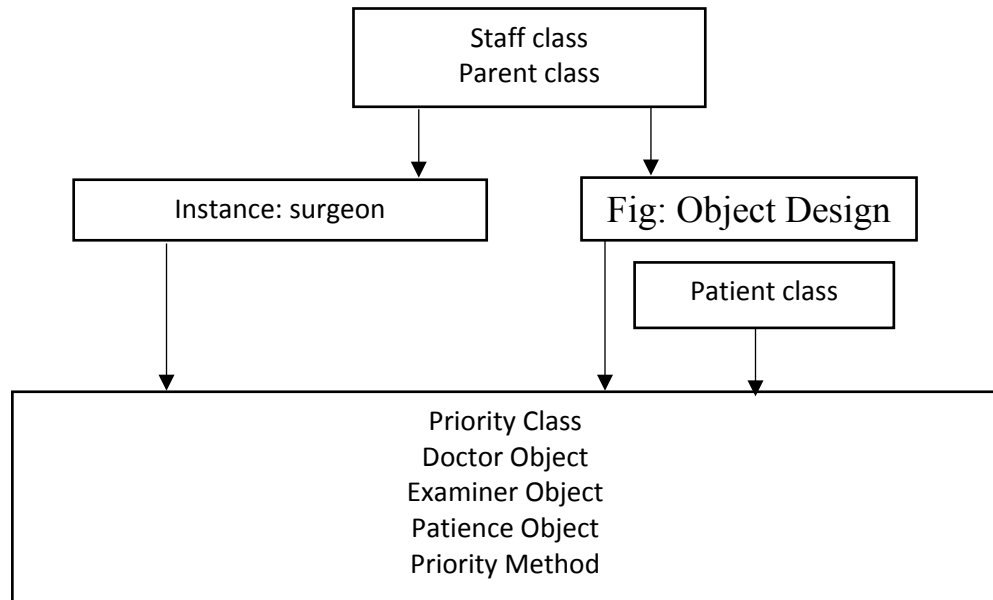 Staff class
Parent class
Instance: surgeon
Fig: Object Design
Patient class
Priority Class
Doctor Object
Examiner Object
Patience Object
Priority Method